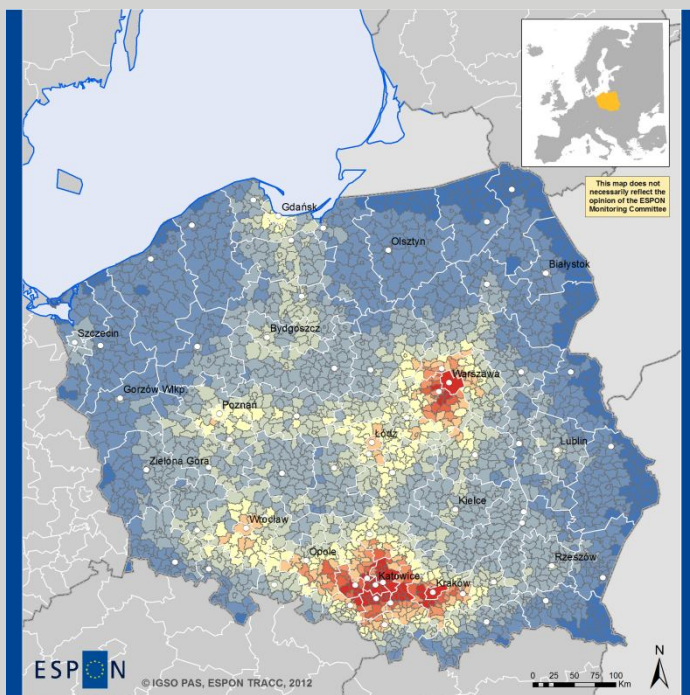 This map does not
necessarily reflect the
opinion of the ESPON
Monitoring Committee
Gdańsk
Olsztyn
Białystok
Szczecin
Bydgoszcz
Warszawa
Gorzów Wlkp.
Poznań
Łódź
Zielona Góra
Lublin
Wrocław
Kielce
Opole
Katowice
Kraków
Rzeszów
ESPON
© IGSO PAS, ESPON TRACC, 2012
0 25 50 75 100
Km
N